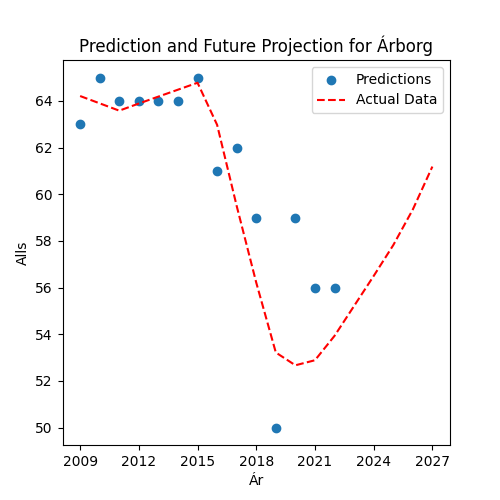 Prediction and Future Projection for Árborg
Predictions
Actual Data
Alls
64
62
60
58
56
54
52
50
2009 2012 2015 2018 2021 2024 2027
Ár